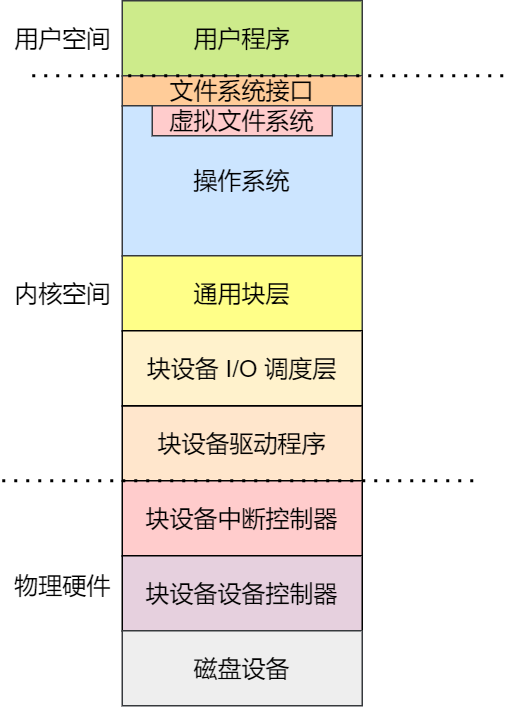 用户空间
用户程序
文件系统接口
虚拟文件系统
操作系统
内核空间
通用块层
块设备 I/O 调度层
块设备驱动程序
块设备中断控制器
物理硬件
块设备设备控制器
磁盘设备